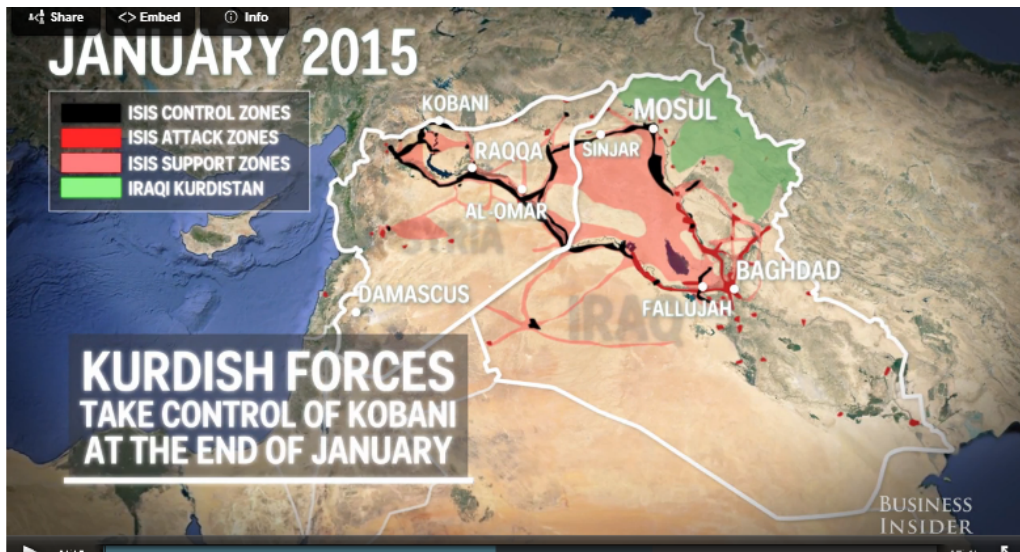 Share
Embed
Info
JANUARY 2015
ISIS CONTROL ZONES
ISIS ATTACK ZONES
ISIS SUPPORT ZONES
IRAQI KURDISTAN
KOBANI
MOSUL
SINJAR
RAQQA
AL-OMAR
SYRIA
BAGHDAD
DAMASCUS
FALLUJAH
IRAQ
KURDISH FORCES
TAKE CONTROL OF KOBANI
AT THE END OF JANUARY
BUSINESS
INSIDER